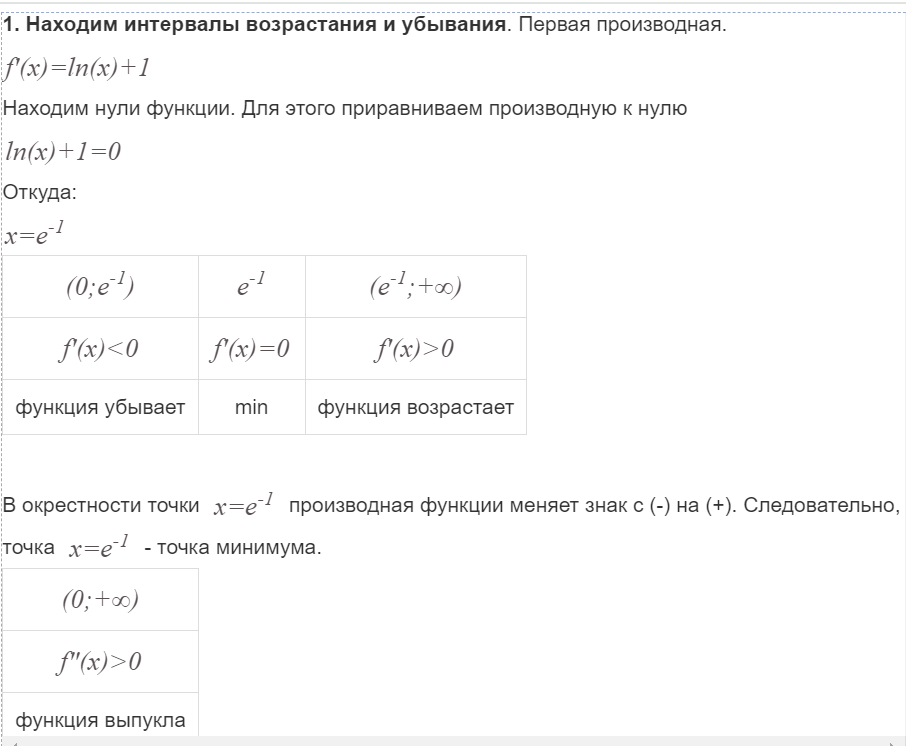 1. Находим интервалы возрастания и убывания. Первая производная.
f'(x)=ln(x)+1
Находим нули функции. Для этого приравниваем производную к нулю
ln(x)+1=0
Откуда:
x=e^-1
(0;e^-1) e^-1 (e^-1;+∞)
f'(x)<0 f'(x)=0 f'(x)>0
функция убывает min функция возрастает
В окрестности точки x=e^-1 производная функции меняет знак с (-) на (+). Следовательно,
точка x=e^-1 - точка минимума.
(0;+∞)
f''(x)>0
функция выпукла